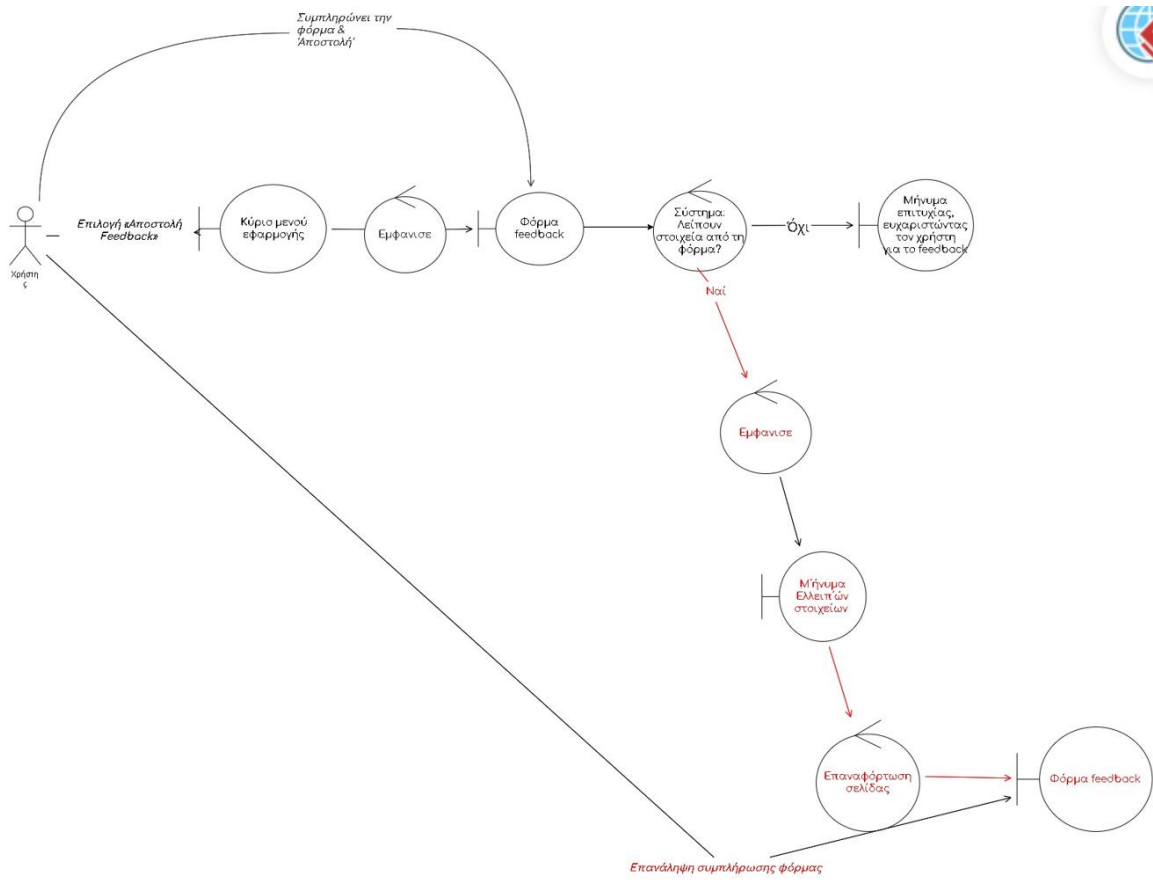 Συμπληρώνει την
φόρμα &
'Αποστολή'
Χρήστη
ς
Επιλογή «Αποστολή
Feedback»
Κύριο μενού
εφαρμογής
Εμφανισε
Φόρμα
feedback
Σύστημα:
Λείπουν
στοιχεία από τη
φόρμα?
Όχι
Μήνυμα
επιτυχίας,
ευχαριστώντας
τον χρήστη
για το feedback
Ναί
Εμφανισε
Μ'ήνυμα
Ελλειπ'ών
στοιχείων
Επαναφόρτωση
σελίδας
Φόρμα feedback
Επανάληψη συμπλήρωσης φόρμας